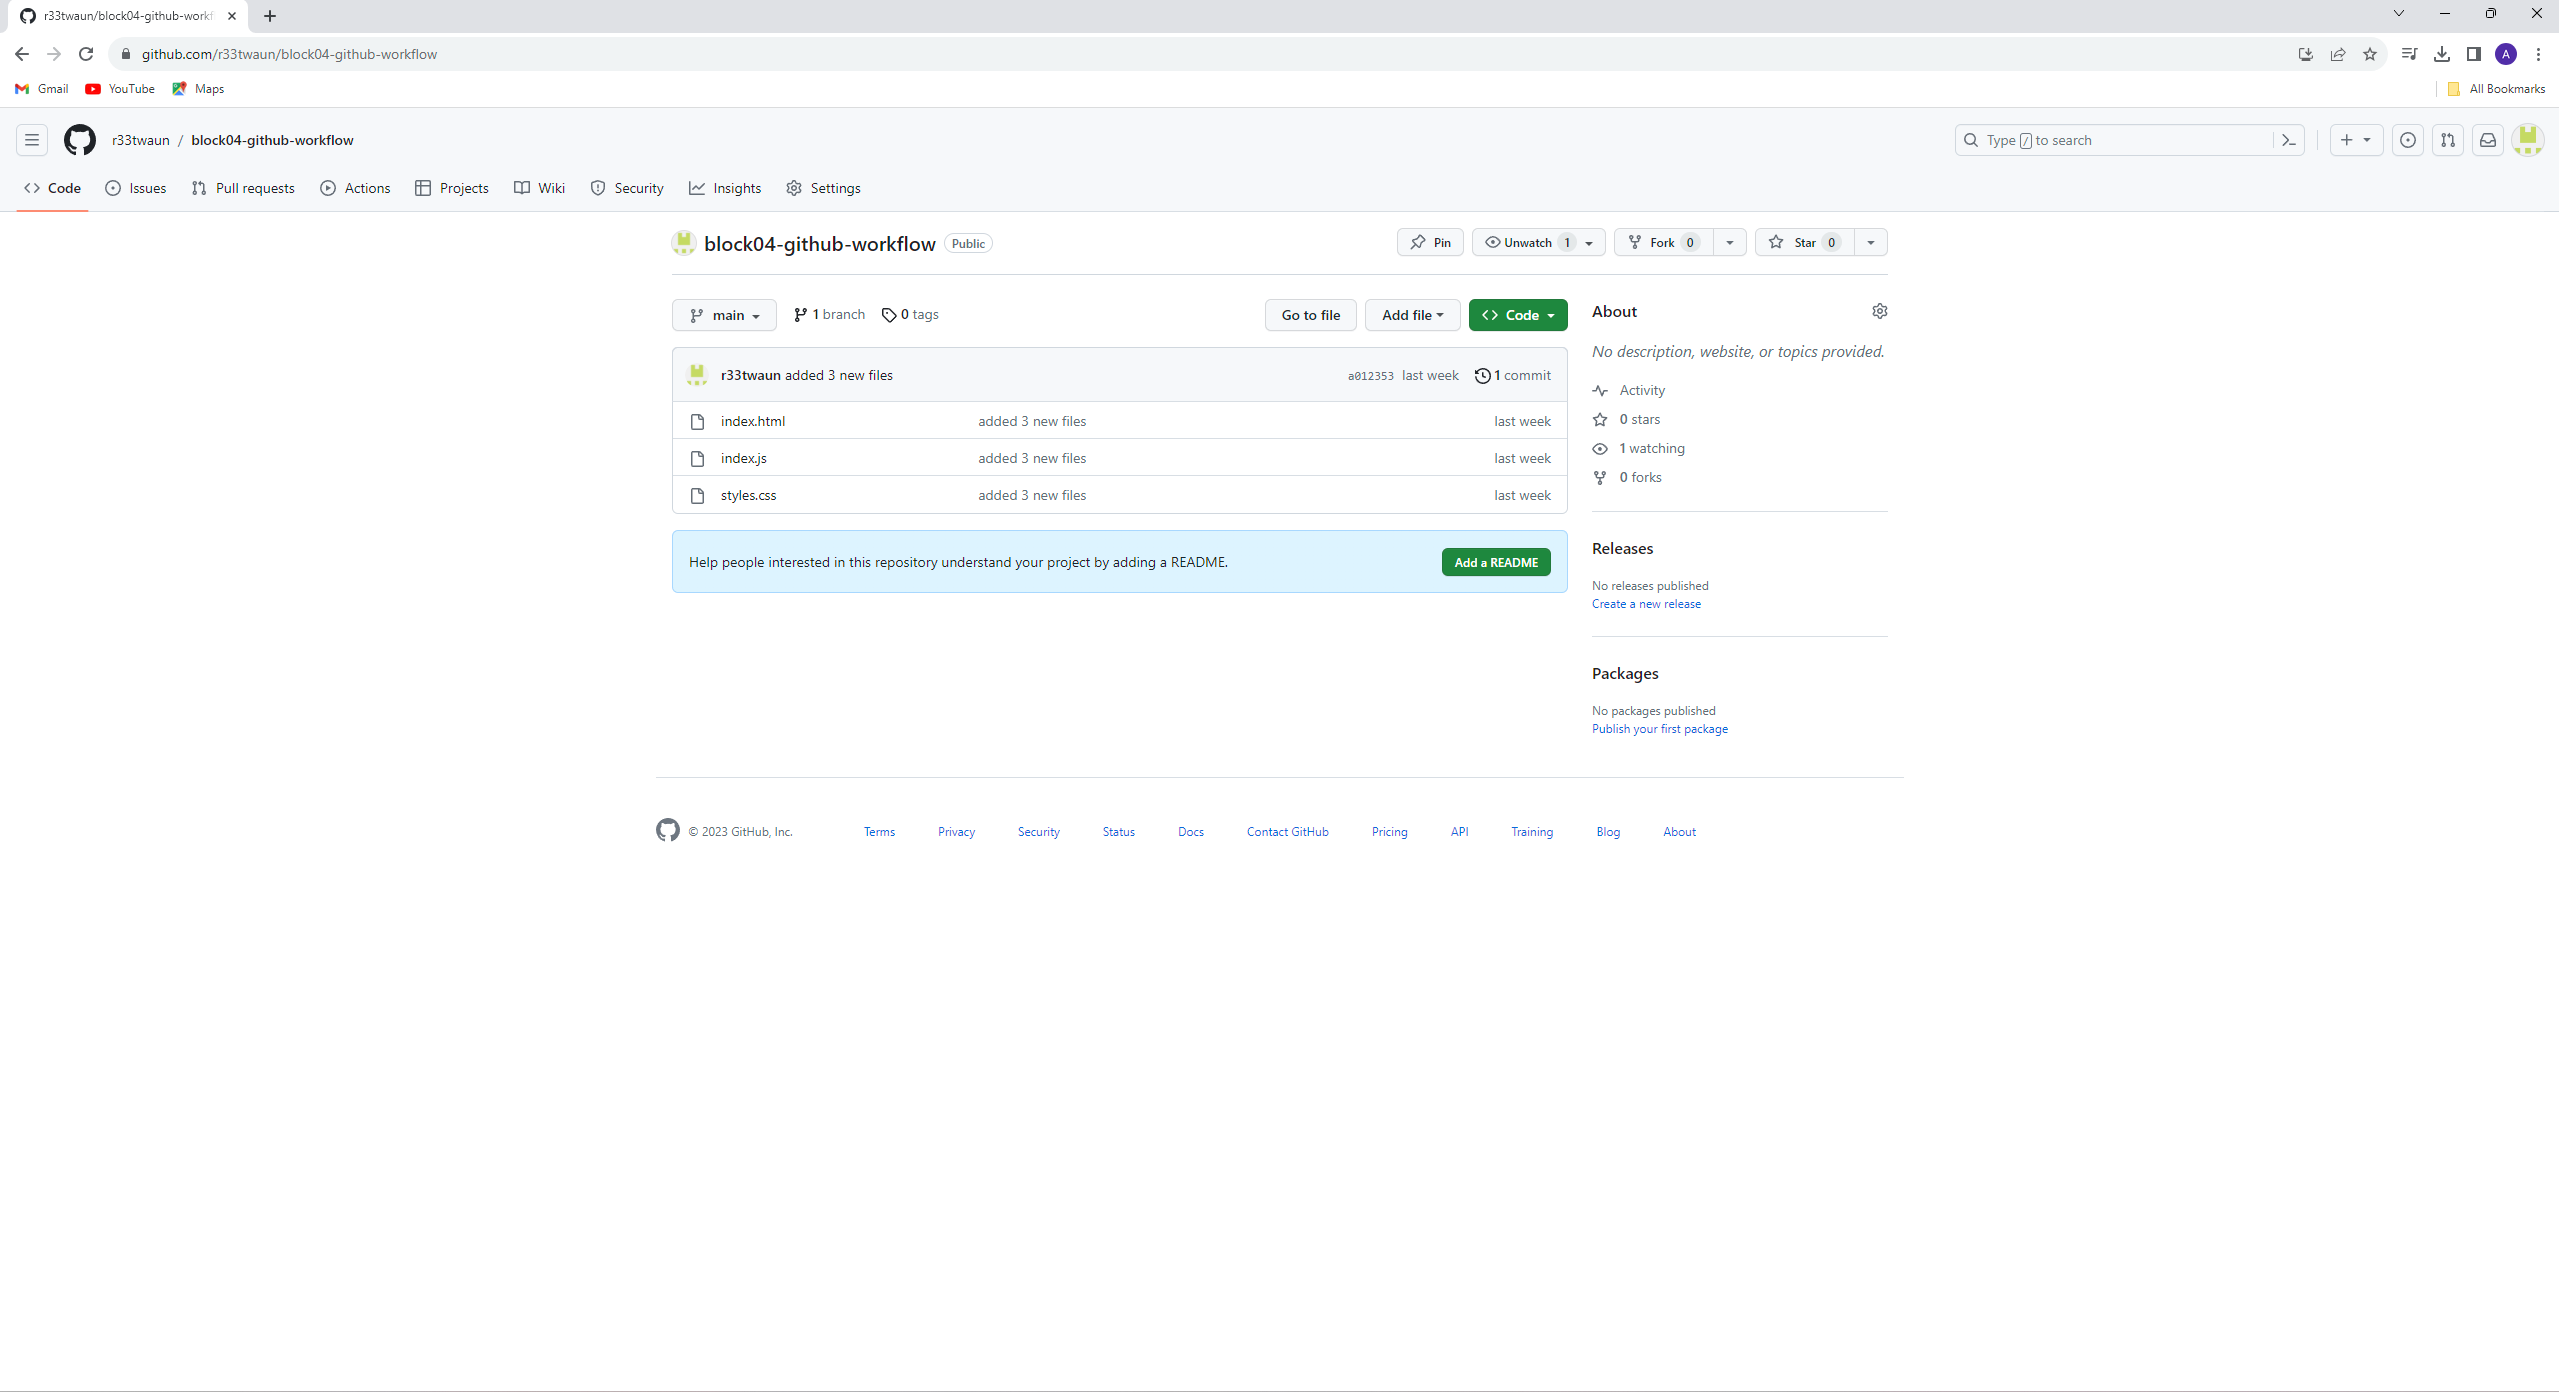 r33twaun/block04-github-workf
github.com/r33twaun/block04-github-workflow
Gmail YouTube Maps All Bookmarks
r33twaun / block04-github-workflow Type / to search
Code Issues Pull requests Actions Projects Wiki Security Insights Settings
block04-github-workflow Public Pin Unwatch 1 Fork 0 Star 0
main 1 branch 0 tags Go to file Add file Code
r33twaun added 3 new files a012353 last week 1 commit
index.html added 3 new files last week
index.js added 3 new files last week
styles.css added 3 new files last week
Help people interested in this repository understand your project by adding a README. Add a README
About
No description, website, or topics provided.
Activity
0 stars
1 watching
0 forks
Releases
No releases published
Create a new release
Packages
No packages published
Publish your first package
© 2023 GitHub, Inc. Terms Privacy Security Status Docs Contact GitHub Pricing API Training Blog About